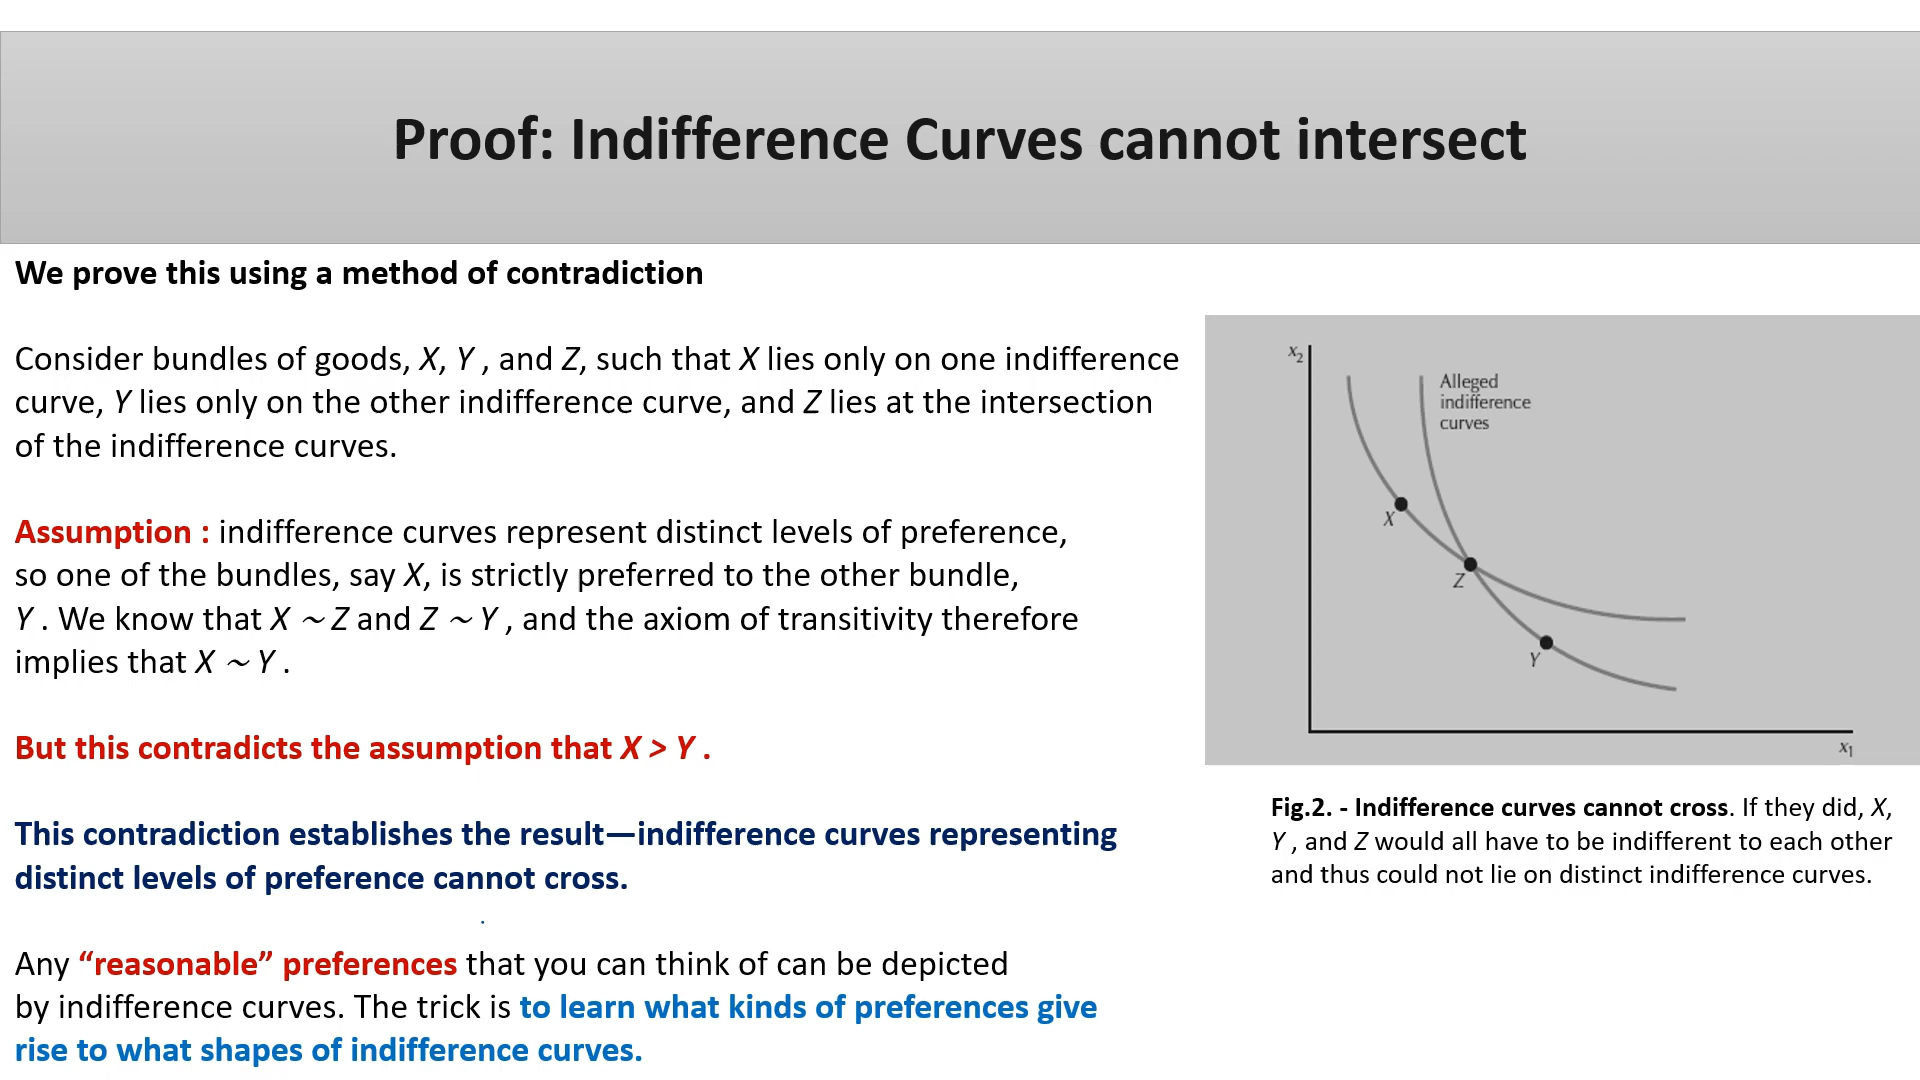 Proof: Indifference Curves cannot intersect
We prove this using a method of contradiction
Consider bundles of goods, X, Y , and Z, such that X lies only on one indifference
curve, Y lies only on the other indifference curve, and Z lies at the intersection
of the indifference curves.
Assumption : indifference curves represent distinct levels of preference,
so one of the bundles, say X, is strictly preferred to the other bundle,
Y . We know that X ∼ Z and Z ∼ Y , and the axiom of transitivity therefore
implies that X ∼ Y .
But this contradicts the assumption that X > Y .
This contradiction establishes the result—indifference curves representing
distinct levels of preference cannot cross.
Any “reasonable” preferences that you can think of can be depicted
by indifference curves. The trick is to learn what kinds of preferences give
rise to what shapes of indifference curves.
x2
Alleged
indifference
curves
X
Z
Y
x1
Fig.2. - Indifference curves cannot cross. If they did, X,
Y , and Z would all have to be indifferent to each other
and thus could not lie on distinct indifference curves.